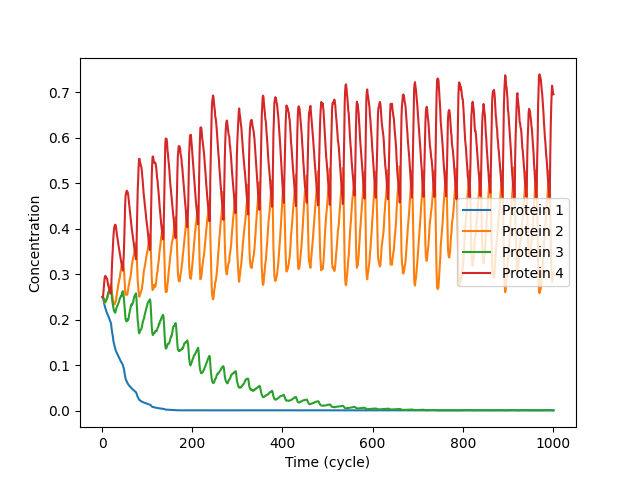 0.7
0.6
0.5
0.4
0.3
0.2
0.1
0.0
Concentration
Protein 1
Protein 2
Protein 3
Protein 4
0 200 400 600 800 1000
Time (cycle)